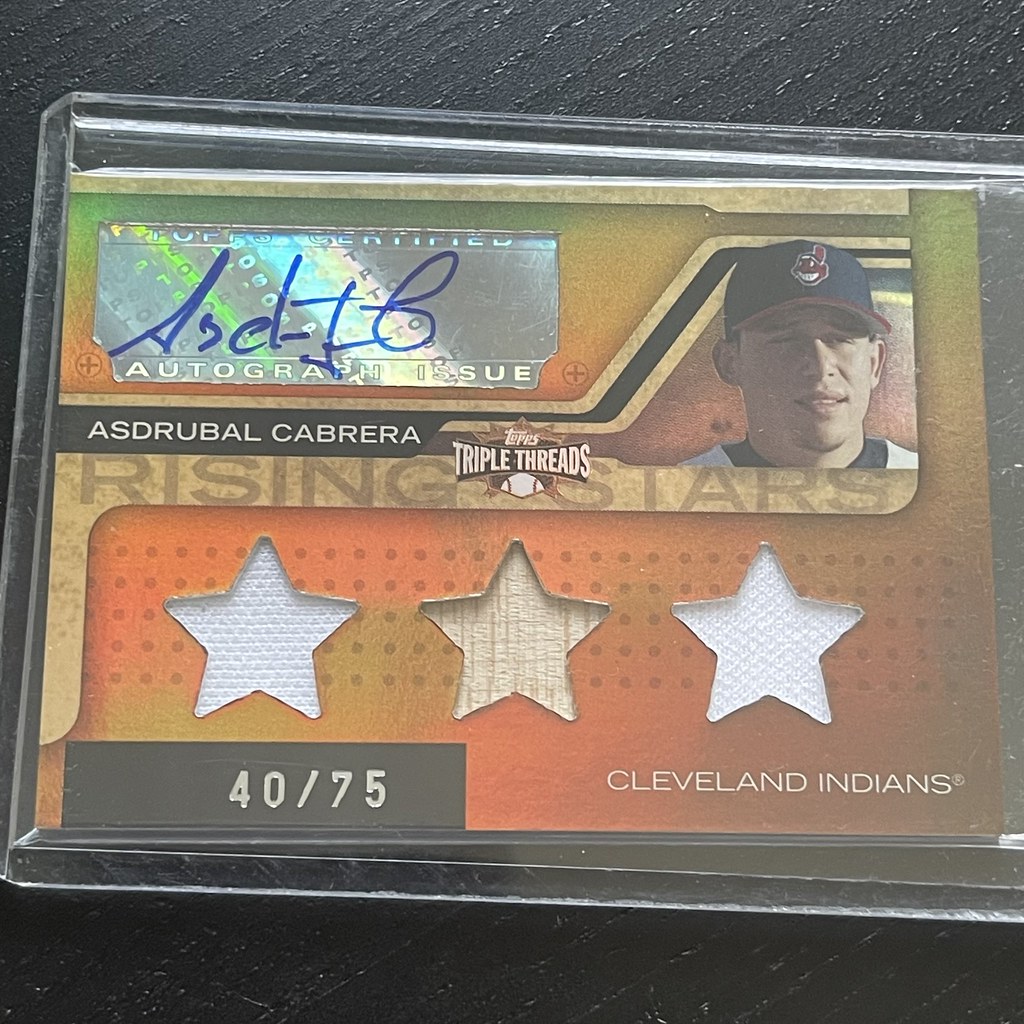 TOPPS CERTIFIED
AUTOGRAPH ISSUE
ASDRUBAL CABRERA
topps
TRIPLE THREADS
RISING STARS
40/75
CLEVELAND INDIANS®